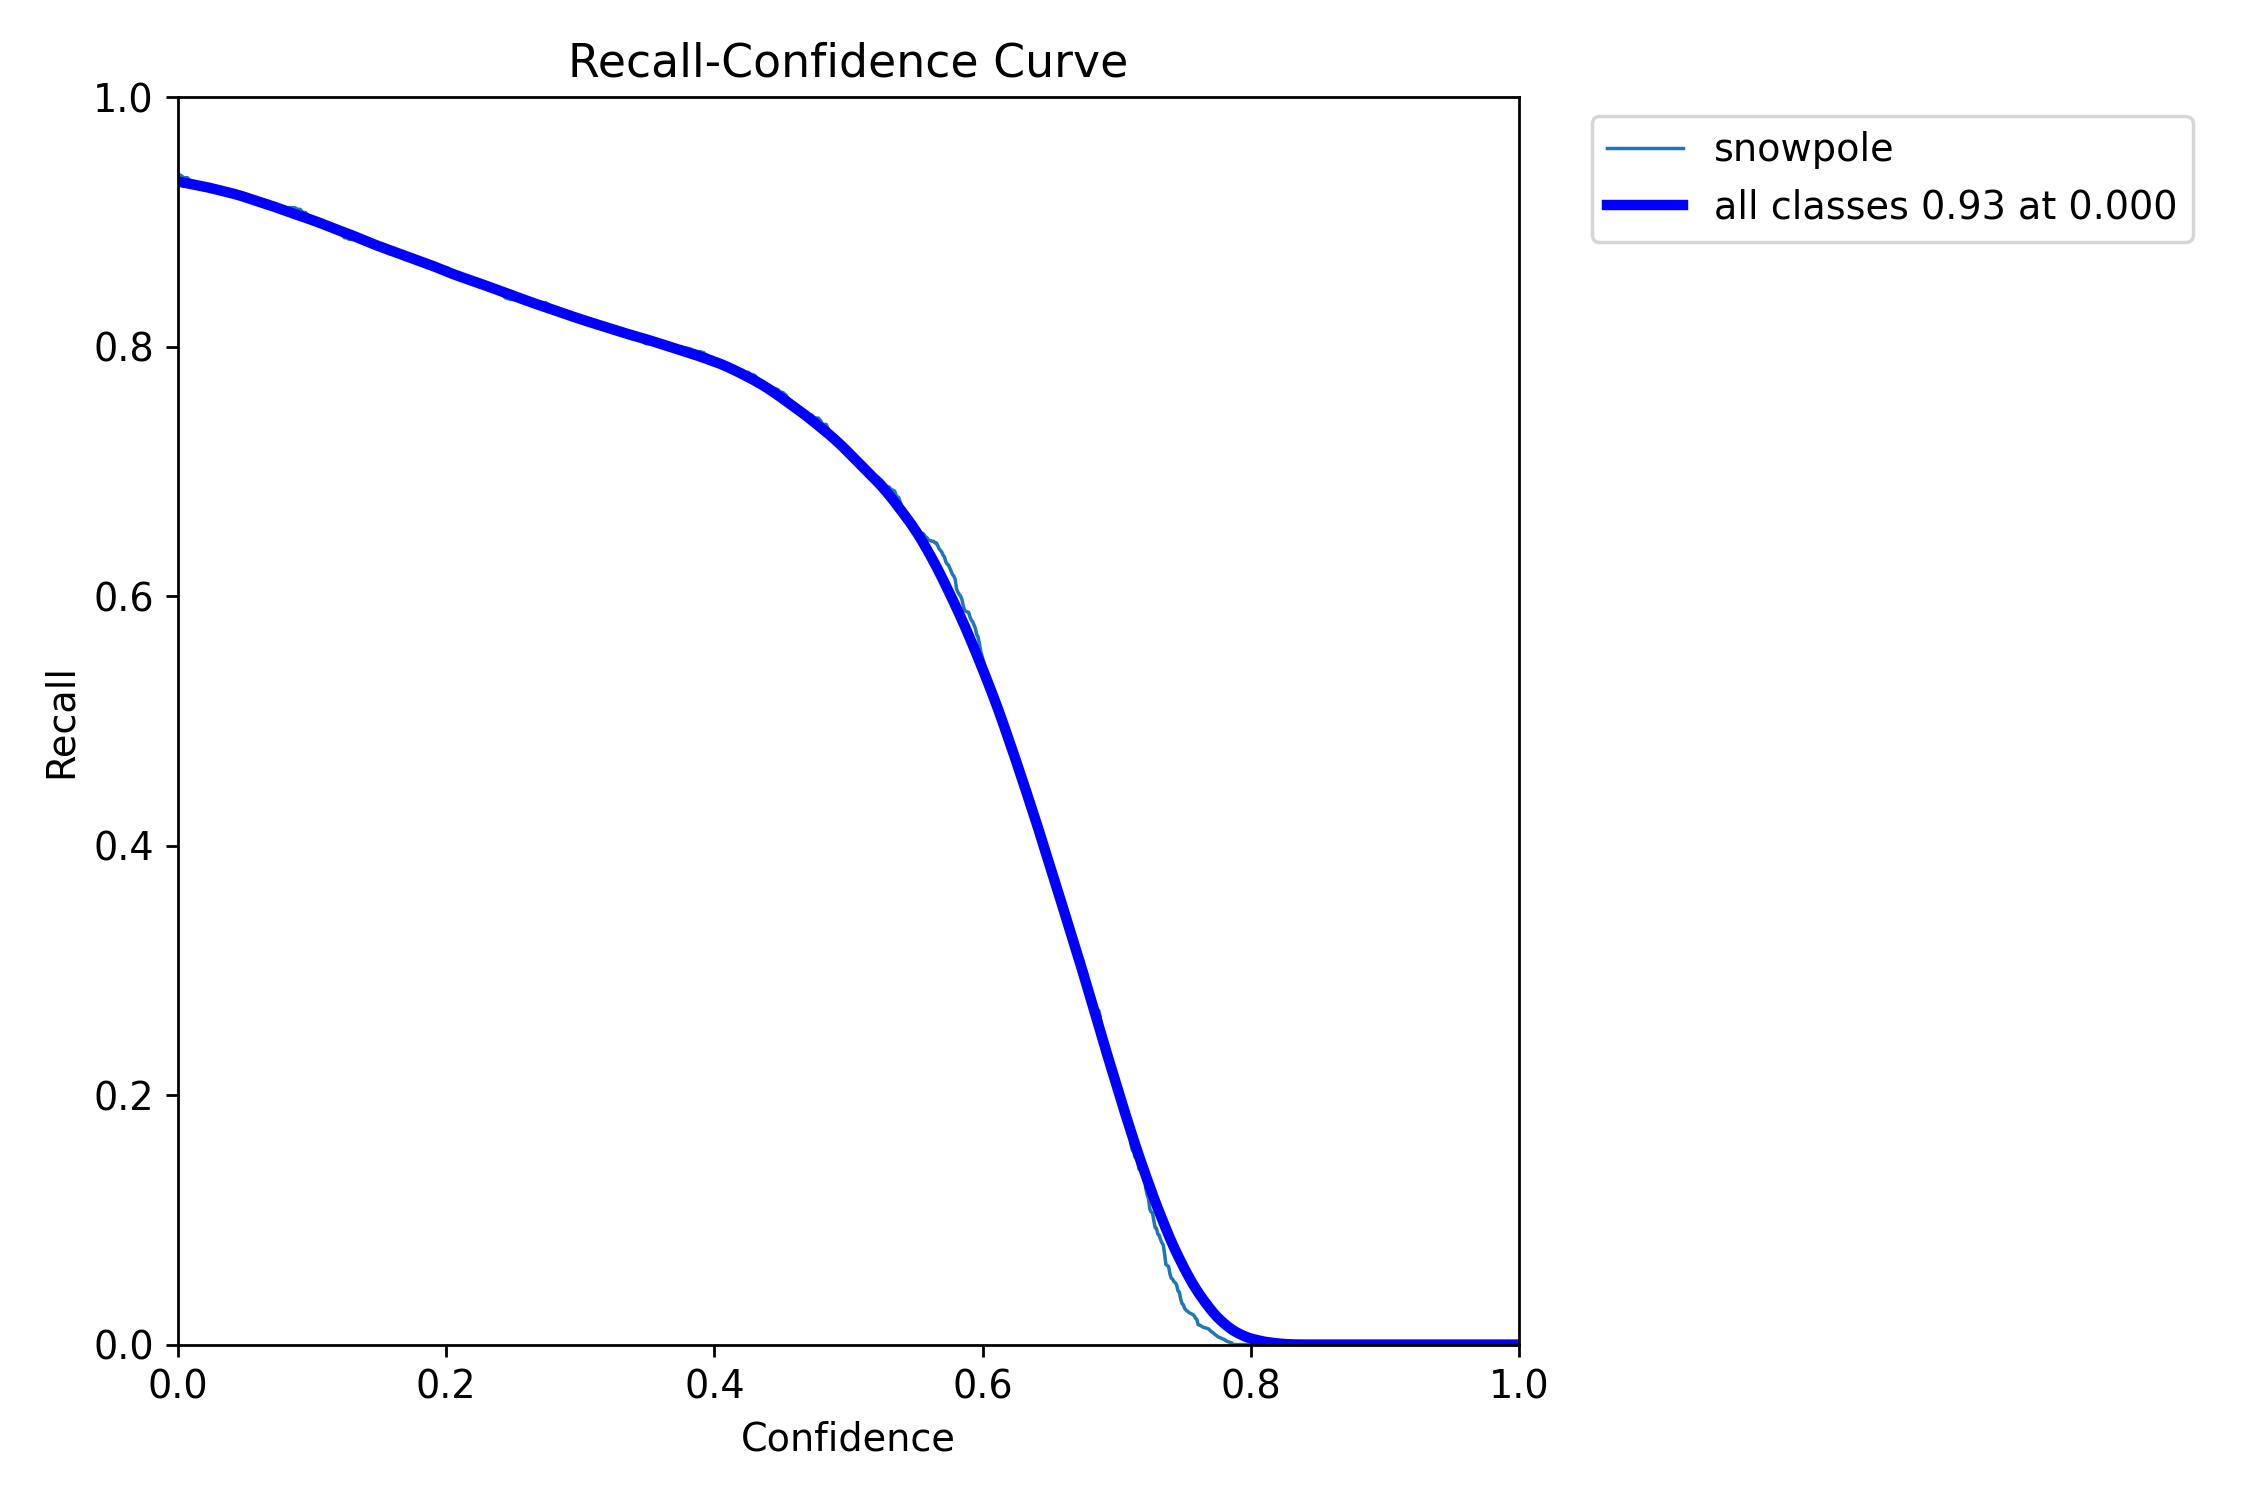 Recall-Confidence Curve
1.0
0.8
0.6
0.4
0.2
0.0
Recall
0.0 0.2 0.4 0.6 0.8 1.0
Confidence
snowpole
all classes 0.93 at 0.000